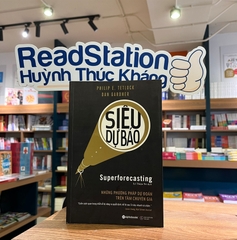 ReadStation
Huỳnh Thúc Kháng
PHILIP E. TETLOCK
DAN GARDNER
SIÊU
DỰ BÁO
Superforecasting
NHỮNG PHƯƠNG PHÁP DỰ ĐOÁN
TRÊN TẦM CHUYÊN GIA